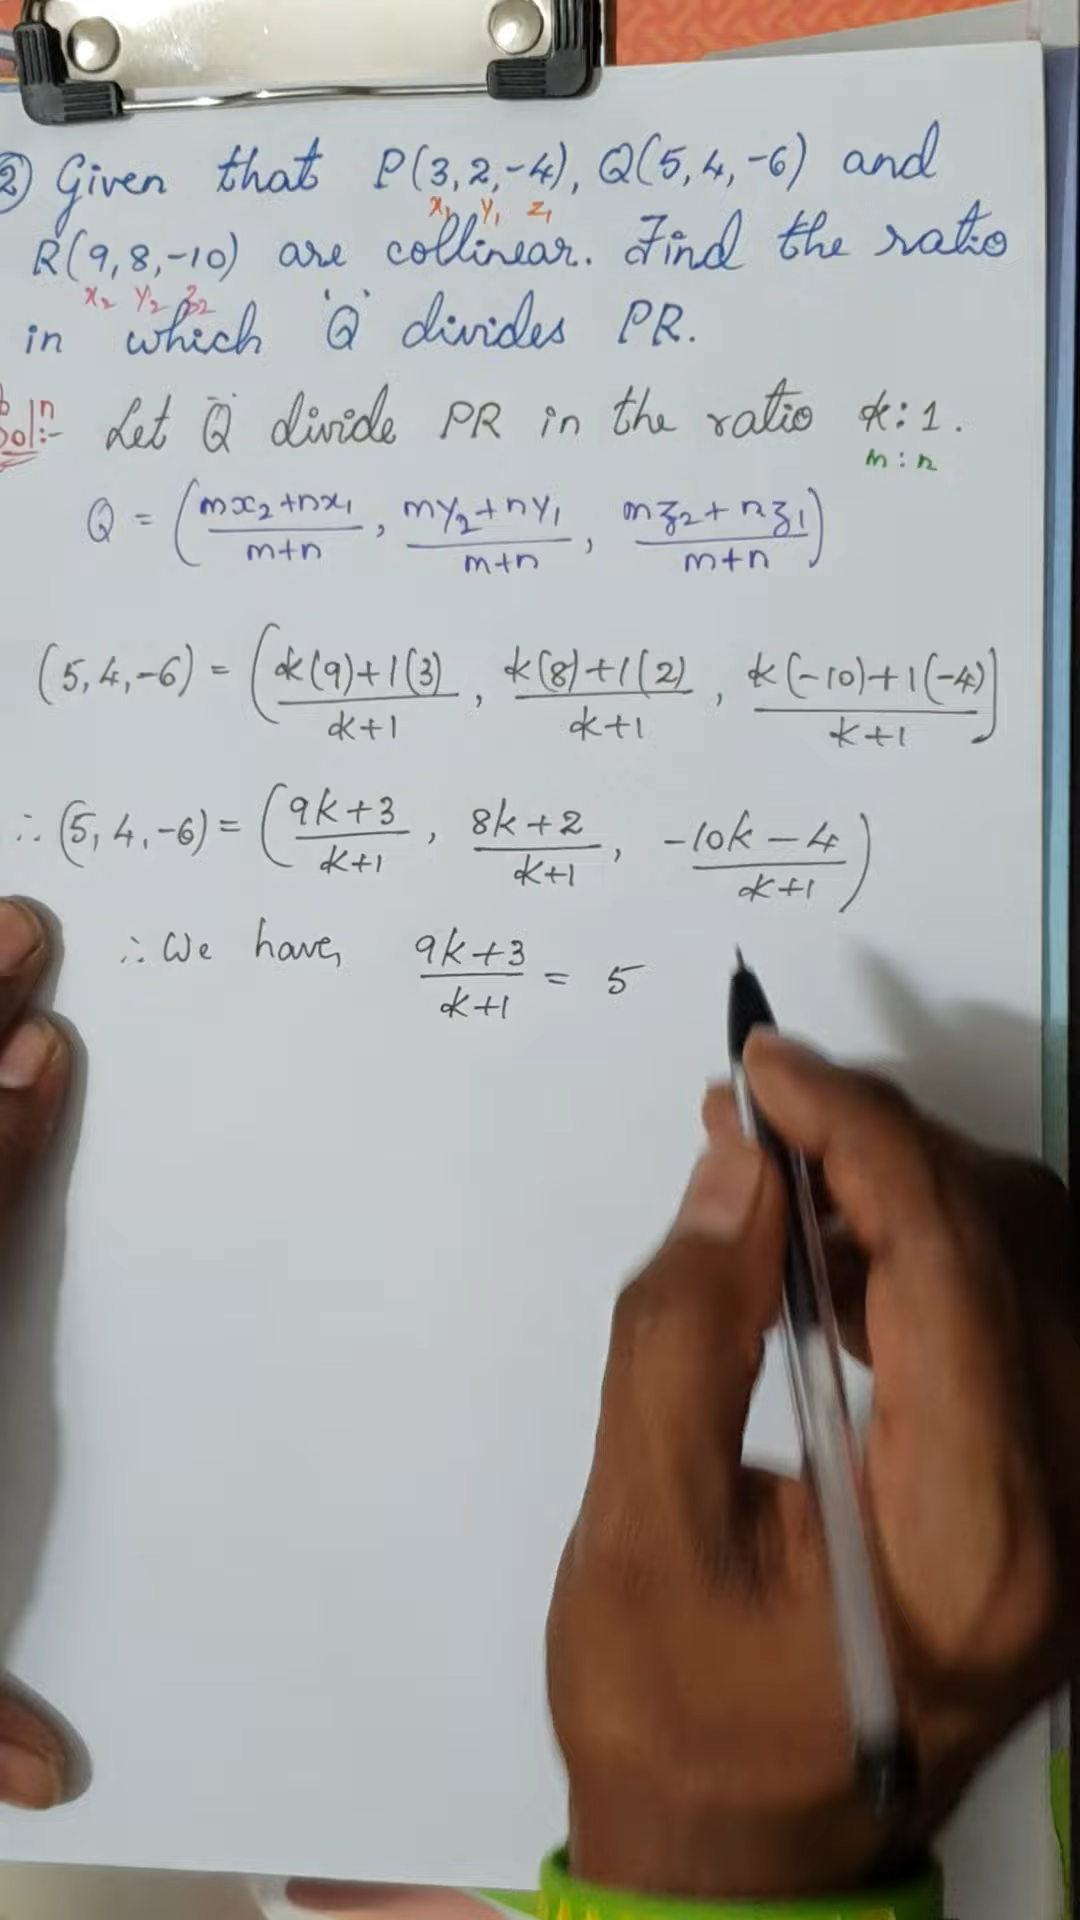 2) Given that P(3,2,-4), Q(5,4,-6) and
x₁ y₁ z₁
R(9,8,-10) are collinear. Find the ratio
x₂ y₂ z₂
in which 'Q' divides PR.
Solⁿ:- Let Q divide PR in the ratio k:1.
m:n
Q = ( (mx₂+nx₁)/(m+n) , (my₂+ny₁)/(m+n) , (mz₂+nz₁)/(m+n) )
(5,4,-6) = ( (k(9)+1(3))/(k+1) , (k(8)+1(2))/(k+1) , (k(-10)+1(-4))/(k+1) )
∴ (5,4,-6) = ( (9k+3)/(k+1) , (8k+2)/(k+1) , (-10k-4)/(k+1) )
∴ We have, (9k+3)/(k+1) = 5